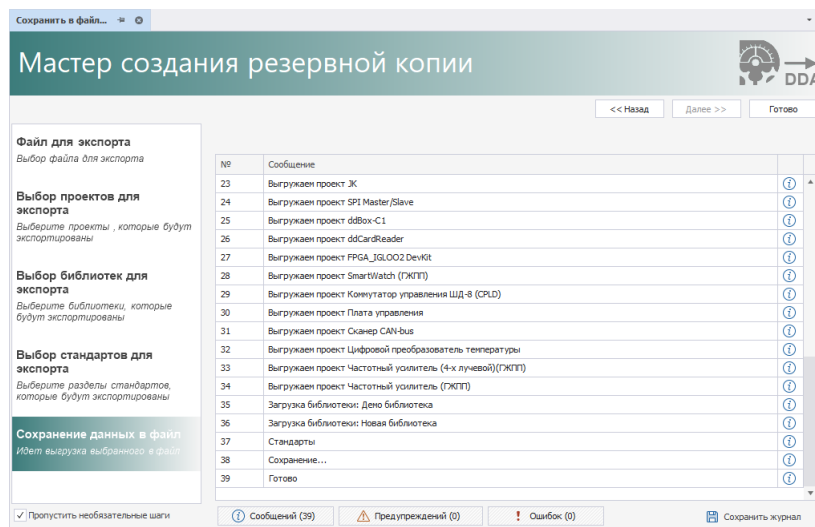 Сохранить в файл...
Мастер создания резервной копии
DDA
<< Назад
Далее >>
Готово
Файл для экспорта
Выбор файла для экспорта
Выбор проектов для
экспорта
Выберите проекты , которые будут
экспортированы
Выбор библиотек для
экспорта
Выберите библиотеки, которые
будут экспортированы
Выбор стандартов для
экспорта
Выберите разделы стандартов,
которые будут экспортированы
Сохранение данных в файл
Идет выгрузка выбранного в файл
Пропустить необязательные шаги
№ Сообщение
23 Выгружаем проект JK
24 Выгружаем проект SPI Master/Slave
25 Выгружаем проект ddBox-C1
26 Выгружаем проект ddCardReader
27 Выгружаем проект FPGA_IGLOO2 DevKit
28 Выгружаем проект SmartWatch (ГЖПП)
29 Выгружаем проект Коммутатор управления ШД-8 (CPLD)
30 Выгружаем проект Плата управления
31 Выгружаем проект Сканер CAN-bus
32 Выгружаем проект Цифровой преобразователь температуры
33 Выгружаем проект Частотный усилитель (4-х лучевой)(ГЖПП)
34 Выгружаем проект Частотный усилитель (ГЖПП)
35 Загрузка библиотеки: Демо библиотека
36 Загрузка библиотеки: Новая библиотека
37 Стандарты
38 Сохранение...
39 Готово
Сообщений (39)
Предупреждений (0)
Ошибок (0)
Сохранить журнал